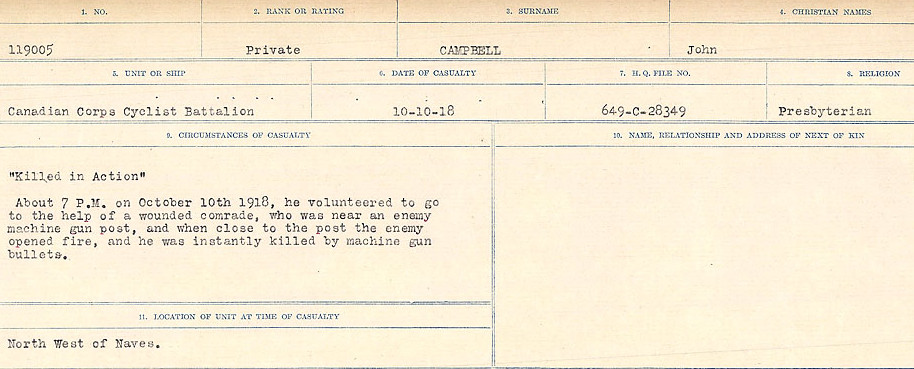 1. NO. 2. RANK OR RATING 3. SURNAME 4. CHRISTIAN NAMES
119005 Private CAMPBELL John
5. UNIT OR SHIP 6. DATE OF CASUALTY 7. H. Q. FILE NO. 8. RELIGION
Canadian Corps Cyclist Battalion 10-10-18 649-C-28349 Presbyterian
9. CIRCUMSTANCES OF CASUALTY 10. NAME, RELATIONSHIP AND ADDRESS OF NEXT OF KIN
"Killed in Action"
About 7 P.M. on October 10th 1918, he volunteered to go
to the help of a wounded comrade, who was near an enemy
machine gun post, and when close to the post the enemy
opened fire, and he was instantly killed by machine gun
bullets.
11. LOCATION OF UNIT AT TIME OF CASUALTY
North West of Naves.